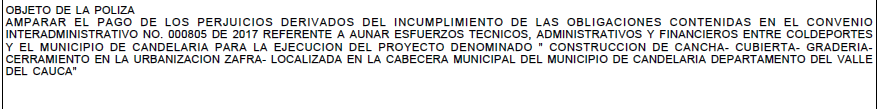 OBJETO DE LA POLIZA
AMPARAR EL PAGO DE LOS PERJUICIOS DERIVADOS DEL INCUMPLIMIENTO DE LAS OBLIGACIONES CONTENIDAS EN EL CONVENIO
INTERADMINISTRATIVO NO. 000805 DE 2017 REFERENTE A AUNAR ESFUERZOS TECNICOS, ADMINISTRATIVOS Y FINANCIEROS ENTRE COLDEPORTES
Y EL MUNICIPIO DE CANDELARIA PARA LA EJECUCION DEL PROYECTO DENOMINADO " CONSTRUCCION DE CANCHA- CUBIERTA- GRADERIA-
CERRAMIENTO EN LA URBANIZACION ZAFRA- LOCALIZADA EN LA CABECERA MUNICIPAL DEL MUNICIPIO DE CANDELARIA DEPARTAMENTO DEL VALLE
DEL CAUCA"